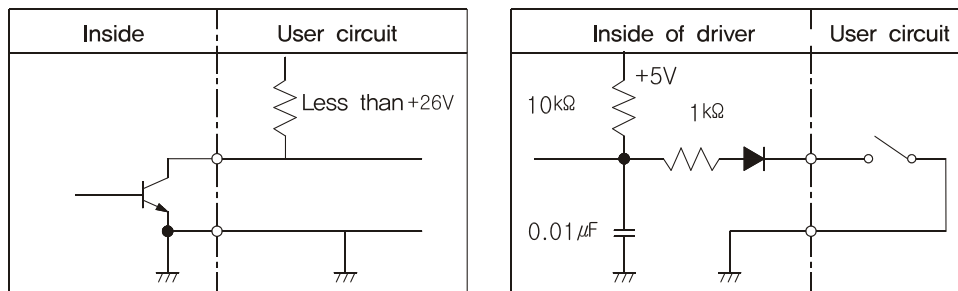 Inside
User circuit
Less than +26V
Inside of driver
User circuit
+5V
10kΩ
1kΩ
0.01μF